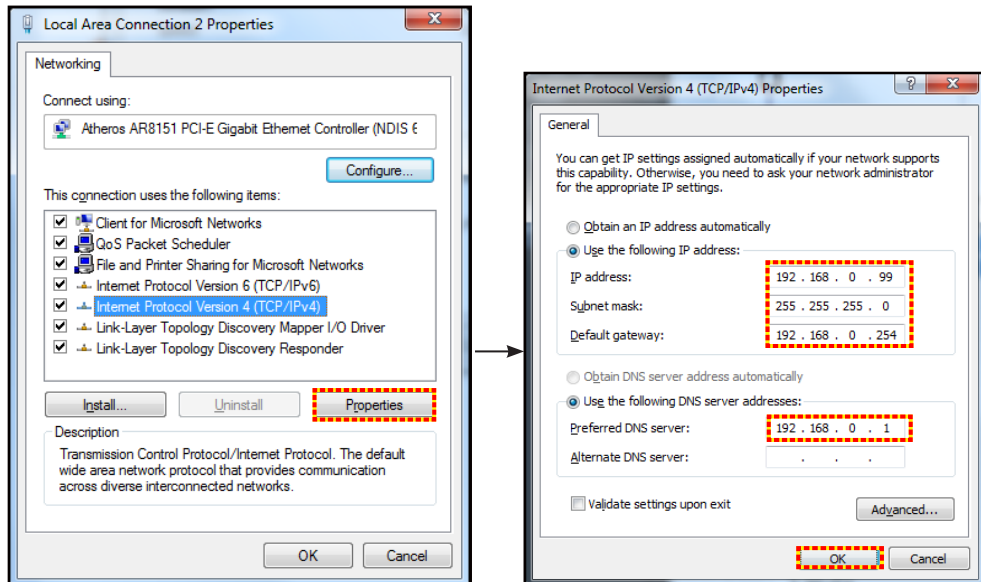 Local Area Connection 2 Properties
Networking
Connect using:
Atheros AR8151 PCI-E Gigabit Ethernet Controller (NDIS 6
Configure...
This connection uses the following items:
Client for Microsoft Networks
QoS Packet Scheduler
File and Printer Sharing for Microsoft Networks
Internet Protocol Version 6 (TCP/IPv6)
Internet Protocol Version 4 (TCP/IPv4)
Link-Layer Topology Discovery Mapper I/O Driver
Link-Layer Topology Discovery Responder
Install...
Uninstall
Properties
Description
Transmission Control Protocol/Internet Protocol. The default
wide area network protocol that provides communication
across diverse interconnected networks.
OK
Cancel
Internet Protocol Version 4 (TCP/IPv4) Properties
General
You can get IP settings assigned automatically if your network supports
this capability. Otherwise, you need to ask your network administrator
for the appropriate IP settings.
Obtain an IP address automatically
Use the following IP address:
IP address: 192 . 168 . 0 . 99
Subnet mask: 255 . 255 . 255 . 0
Default gateway: 192 . 168 . 0 . 254
Obtain DNS server address automatically
Use the following DNS server addresses:
Preferred DNS server: 192 . 168 . 0 . 1
Alternate DNS server: . . .
Validate settings upon exit
Advanced...
OK
Cancel